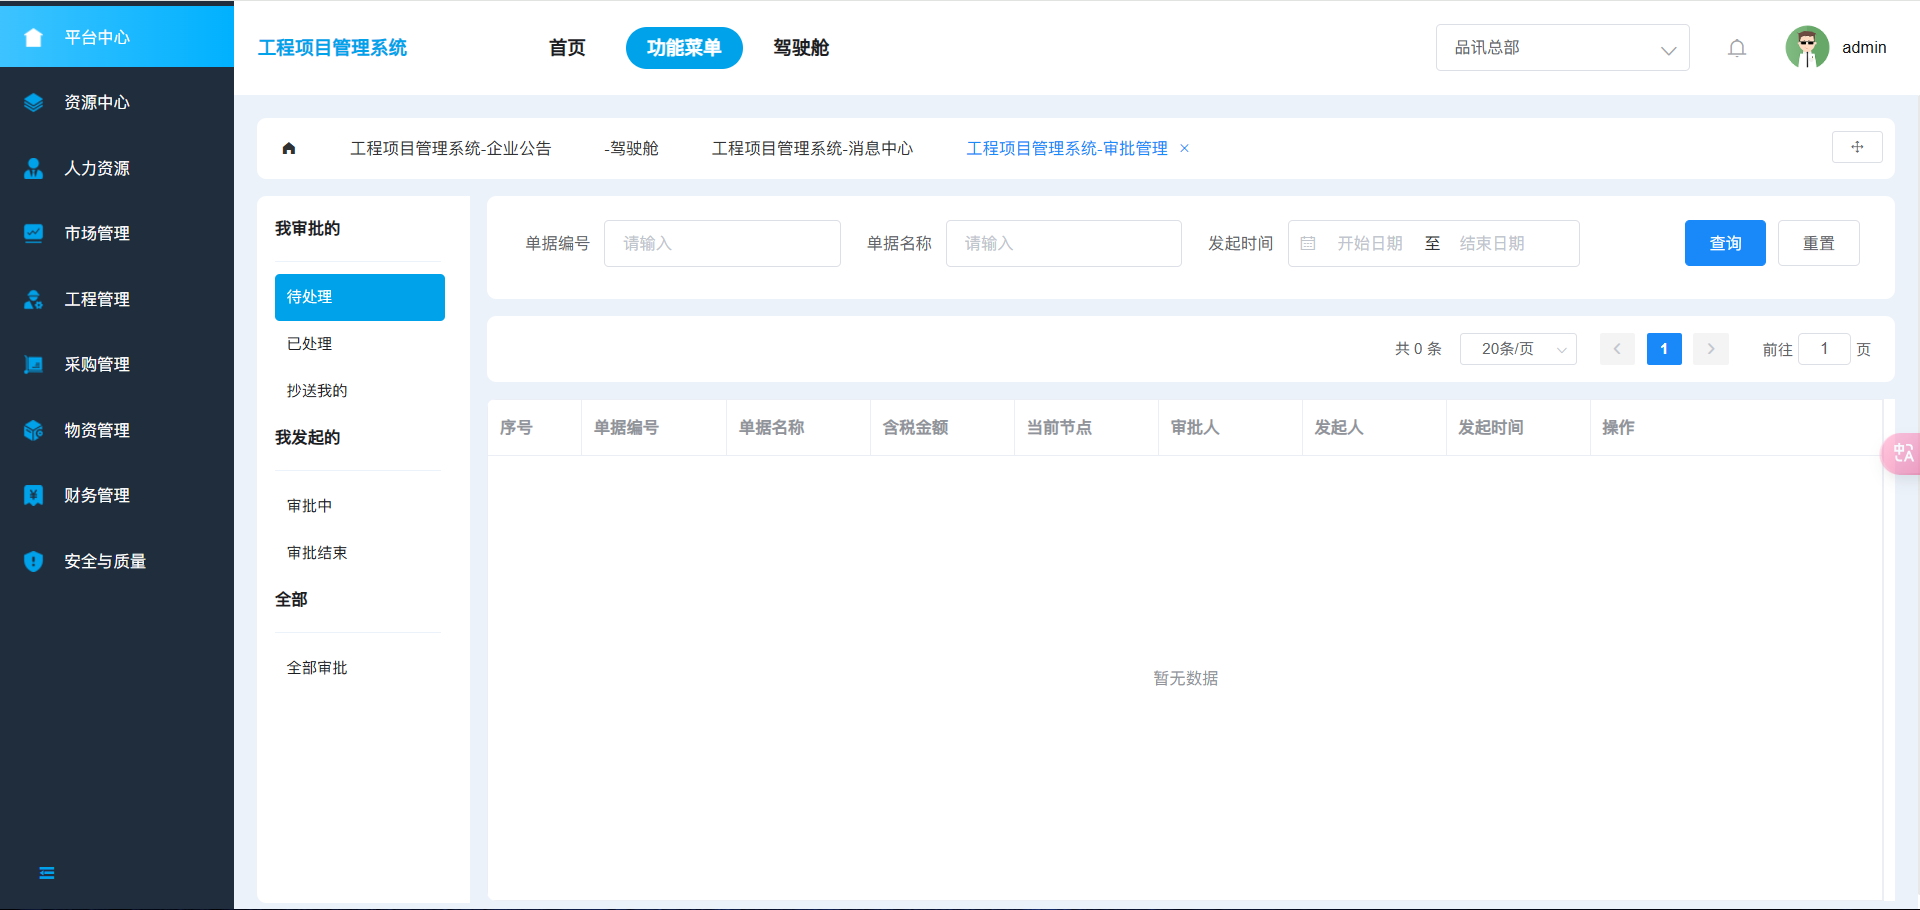 平台中心
资源中心
人力资源
市场管理
工程管理
采购管理
物资管理
财务管理
安全与质量
工程项目管理系统
首页
功能菜单
驾驶舱
品讯总部
admin
工程项目管理系统-企业公告
-驾驶舱
工程项目管理系统-消息中心
工程项目管理系统-审批管理
我审批的
待处理
已处理
抄送我的
我发起的
审批中
审批结束
全部
全部审批
单据编号 请输入 单据名称 请输入 发起时间 开始日期 至 结束日期 查询 重置
共 0 条 20条/页 1 前往 1 页
序号 单据编号 单据名称 含税金额 当前节点 审批人 发起人 发起时间 操作
中A
暂无数据